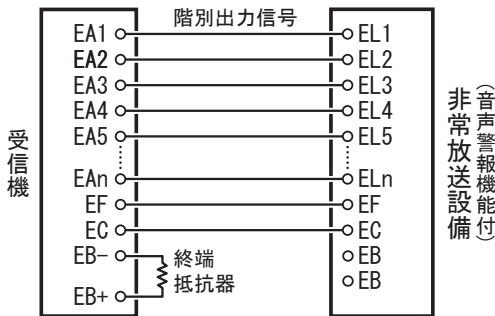 階別出力信号
EA1
EA2
EA3
EA4
EA5
EAn
EF
EC
EB−
EB+
受信機
終端
抵抗器
EL1
EL2
EL3
EL4
EL5
ELn
EF
EC
EB
EB
非常放送設備
(音声警報機能付)